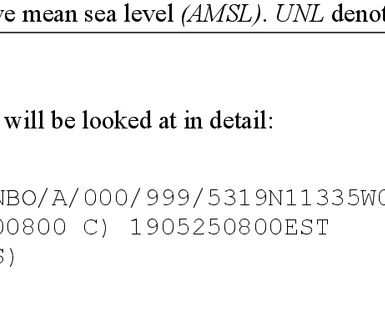 ve mean sea level (AMSL). UNL denot
will be looked at in detail:
NBO/A/000/999/5319N11335W0
00800 C) 1905250800EST
S)